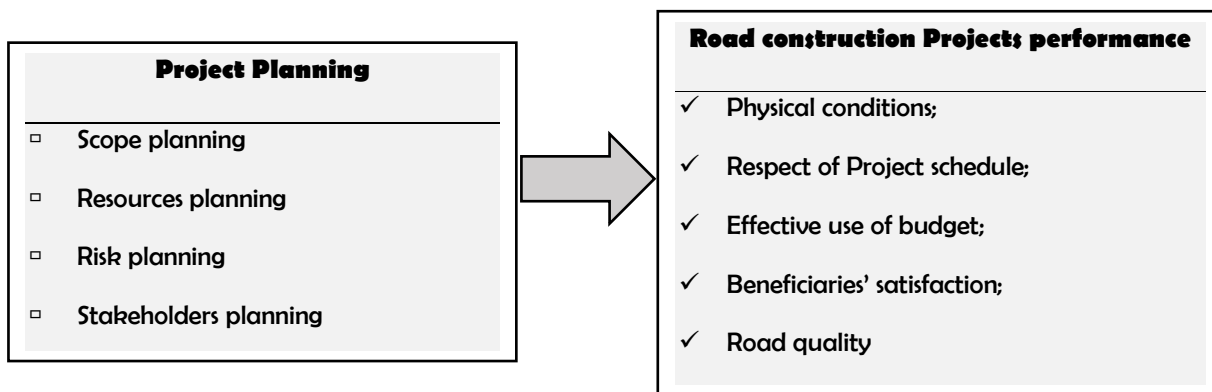 Project Planning
Scope planning
Resources planning
Risk planning
Stakeholders planning
Road construction Projects performance
Physical conditions;
Respect of Project schedule;
Effective use of budget;
Beneficiaries’ satisfaction;
Road quality